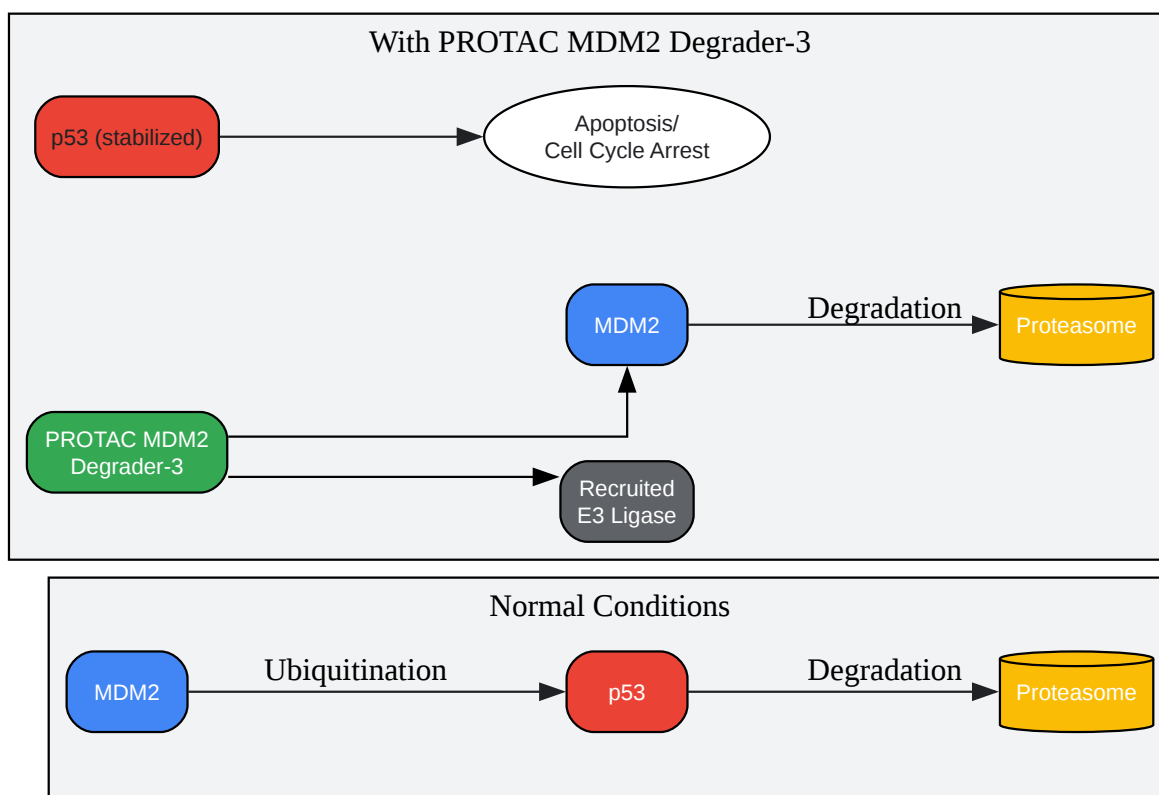 With PROTAC MDM2 Degrader-3
p53 (stabilized)
Apoptosis/
Cell Cycle Arrest
MDM2
Degradation
Proteasome
PROTAC MDM2
Degrader-3
Recruited
E3 Ligase
Normal Conditions
MDM2
Ubiquitination
p53
Degradation
Proteasome